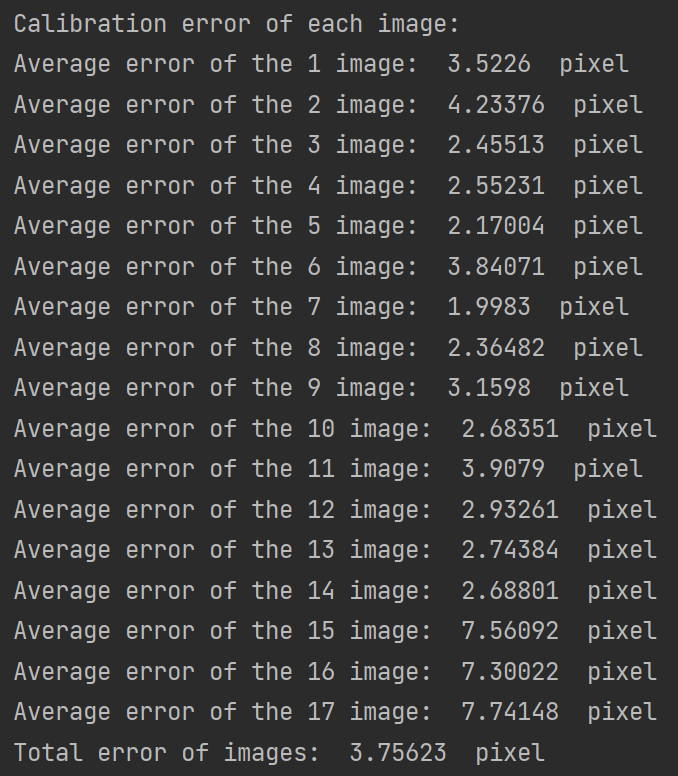 Calibration error of each image:
Average error of the 1 image:  3.5226  pixel
Average error of the 2 image:  4.23376  pixel
Average error of the 3 image:  2.45513  pixel
Average error of the 4 image:  2.55231  pixel
Average error of the 5 image:  2.17004  pixel
Average error of the 6 image:  3.84071  pixel
Average error of the 7 image:  1.9983  pixel
Average error of the 8 image:  2.36482  pixel
Average error of the 9 image:  3.1598  pixel
Average error of the 10 image:  2.68351  pixel
Average error of the 11 image:  3.9079  pixel
Average error of the 12 image:  2.93261  pixel
Average error of the 13 image:  2.74384  pixel
Average error of the 14 image:  2.68801  pixel
Average error of the 15 image:  7.56092  pixel
Average error of the 16 image:  7.30022  pixel
Average error of the 17 image:  7.74148  pixel
Total error of images:  3.75623  pixel